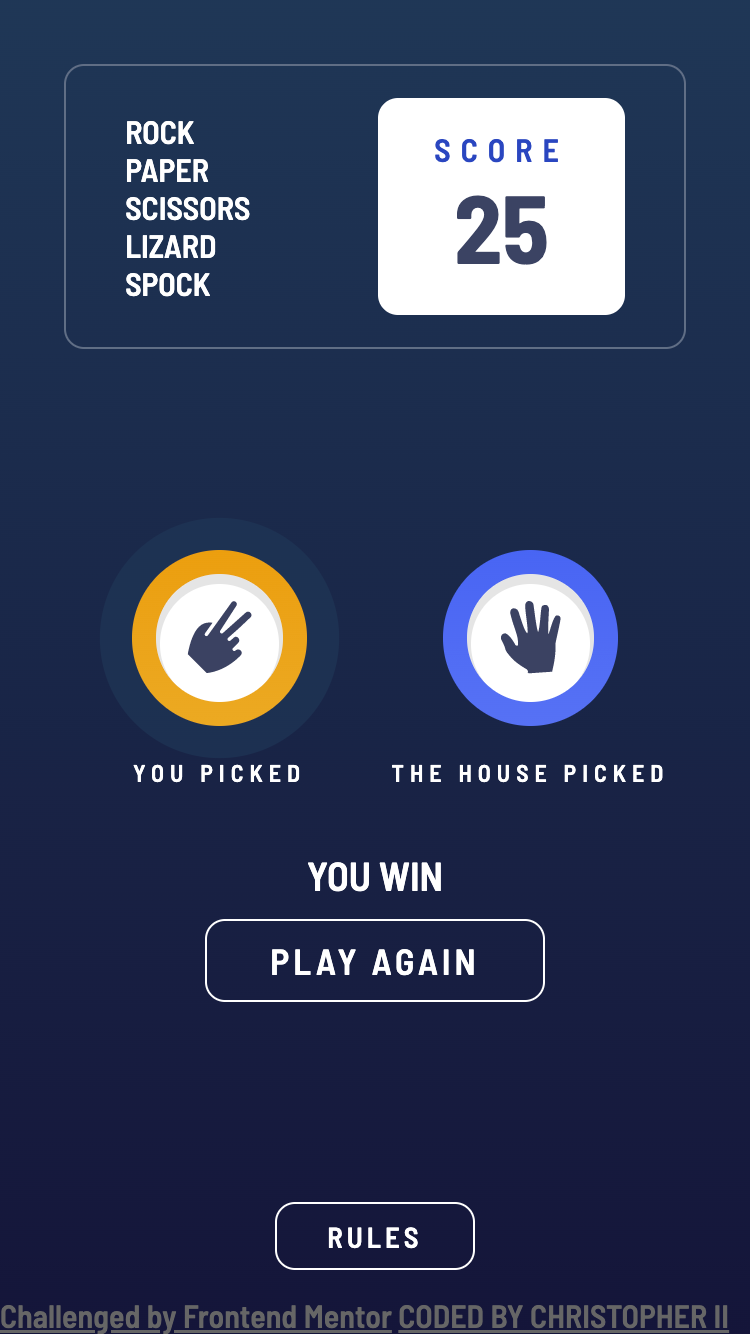 ROCK
PAPER
SCISSORS
LIZARD
SPOCK
SCORE
25
YOU PICKED
THE HOUSE PICKED
YOU WIN
PLAY AGAIN
RULES
Challenged by Frontend Mentor CODED BY CHRISTOPHER II